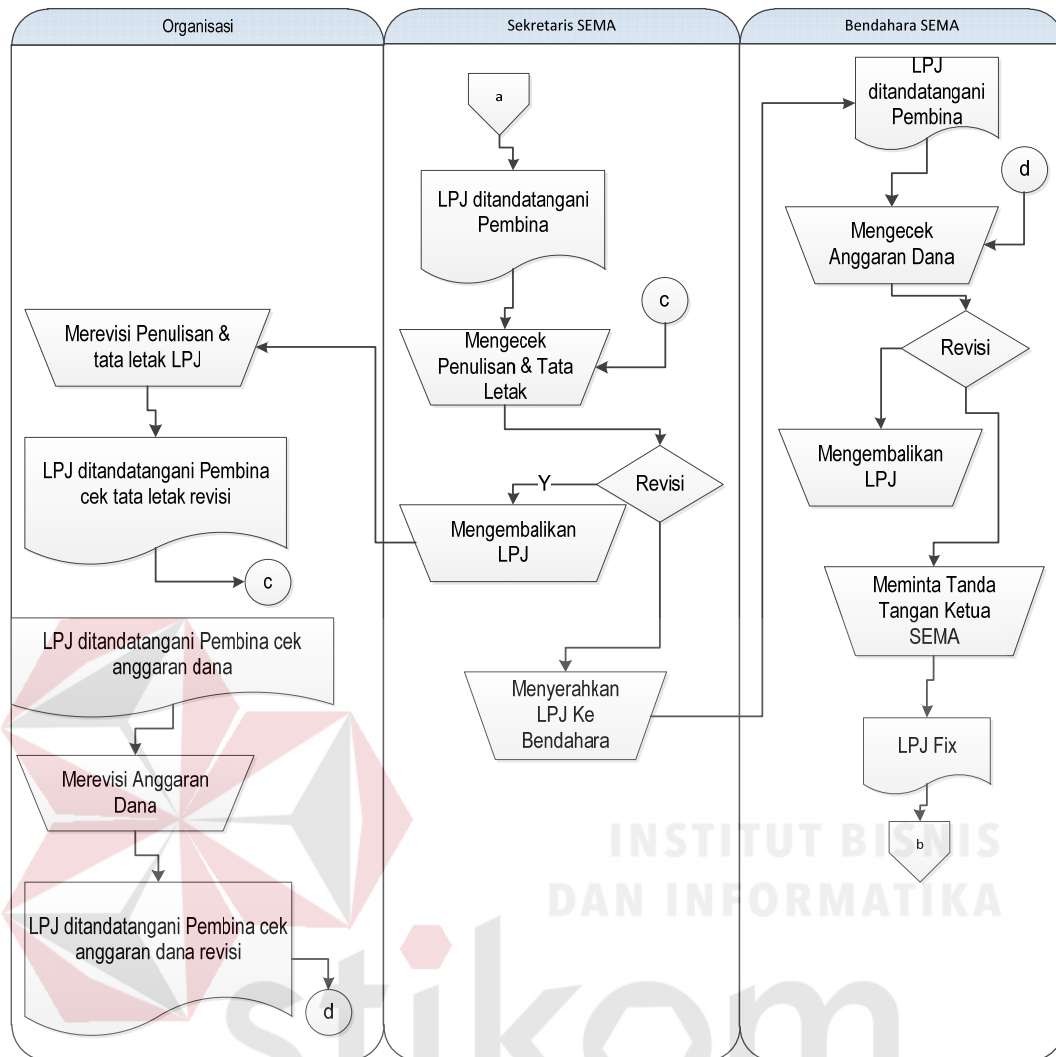 Organisasi
Sekretaris SEMA
Bendahara SEMA
Merevisi Penulisan &
tata letak LPJ
LPJ ditandatangani Pembina
cek tata letak revisi
c
LPJ ditandatangani Pembina cek
anggaran dana
Merevisi Anggaran
Dana
LPJ ditandatangani Pembina cek
anggaran dana revisi
d
a
LPJ ditandatangani
Pembina
c
Mengecek
Penulisan & Tata
Letak
Revisi
Y
Mengembalikan
LPJ
Menyerahkan
LPJ Ke
Bendahara
LPJ
ditandatangani
Pembina
d
Mengecek
Anggaran Dana
Revisi
Mengembalikan
LPJ
Meminta Tanda
Tangan Ketua
SEMA
LPJ Fix
b
INSTITUT BISNIS
DAN INFORMATIKA
stikom